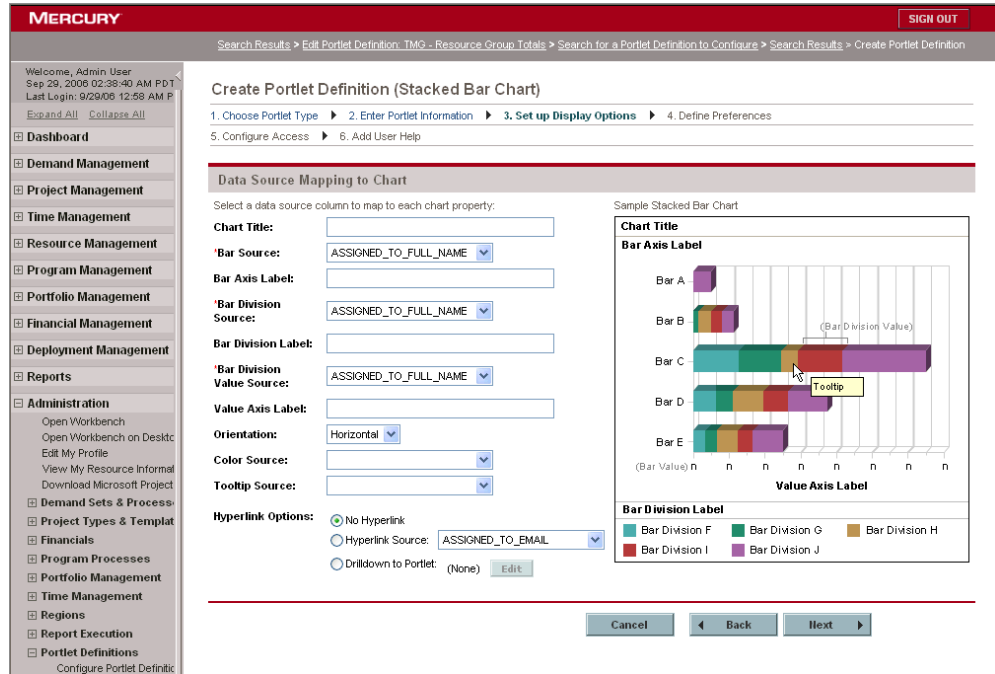 MERCURY
SIGN OUT
Search Results > Edit Portlet Definition: TMG - Resource Group Totals > Search for a Portlet Definition to Configure > Search Results > Create Portlet Definition
Welcome, Admin User
Sep 29, 2006 02:38:40 AM PDT
Last Login: 9/29/06 12:58 AM P
Expand All Collapse All
Dashboard
Demand Management
Project Management
Time Management
Resource Management
Program Management
Portfolio Management
Financial Management
Deployment Management
Reports
Administration
Open Workbench
Open Workbench on Deskto
Edit My Profile
View My Resource Informat
Download Microsoft Project
Demand Sets & Process
Project Types & Templat
Financials
Program Processes
Portfolio Management
Time Management
Regions
Report Execution
Portlet Definitions
Configure Portlet Definitio
Create Portlet Definition (Stacked Bar Chart)
1. Choose Portlet Type 2. Enter Portlet Information 3. Set up Display Options 4. Define Preferences
5. Configure Access 6. Add User Help
Data Source Mapping to Chart
Select a data source column to map to each chart property:
Chart Title:
*Bar Source: ASSIGNED_TO_FULL_NAME
Bar Axis Label:
*Bar Division
Source: ASSIGNED_TO_FULL_NAME
Bar Division Label:
*Bar Division
Value Source: ASSIGNED_TO_FULL_NAME
Value Axis Label:
Orientation: Horizontal
Color Source:
Tooltip Source:
Hyperlink Options: No Hyperlink
Hyperlink Source: ASSIGNED_TO_EMAIL
Drilldown to Portlet: (None) Edit
Sample Stacked Bar Chart
Chart Title
Bar Axis Label
Bar A
Bar B
(Bar Division Value)
Bar C
Tooltip
Bar D
Bar E
(Bar Value) n n n n n n n
Value Axis Label
Bar Division Label
Bar Division F Bar Division G Bar Division H
Bar Division I Bar Division J
Cancel Back Next